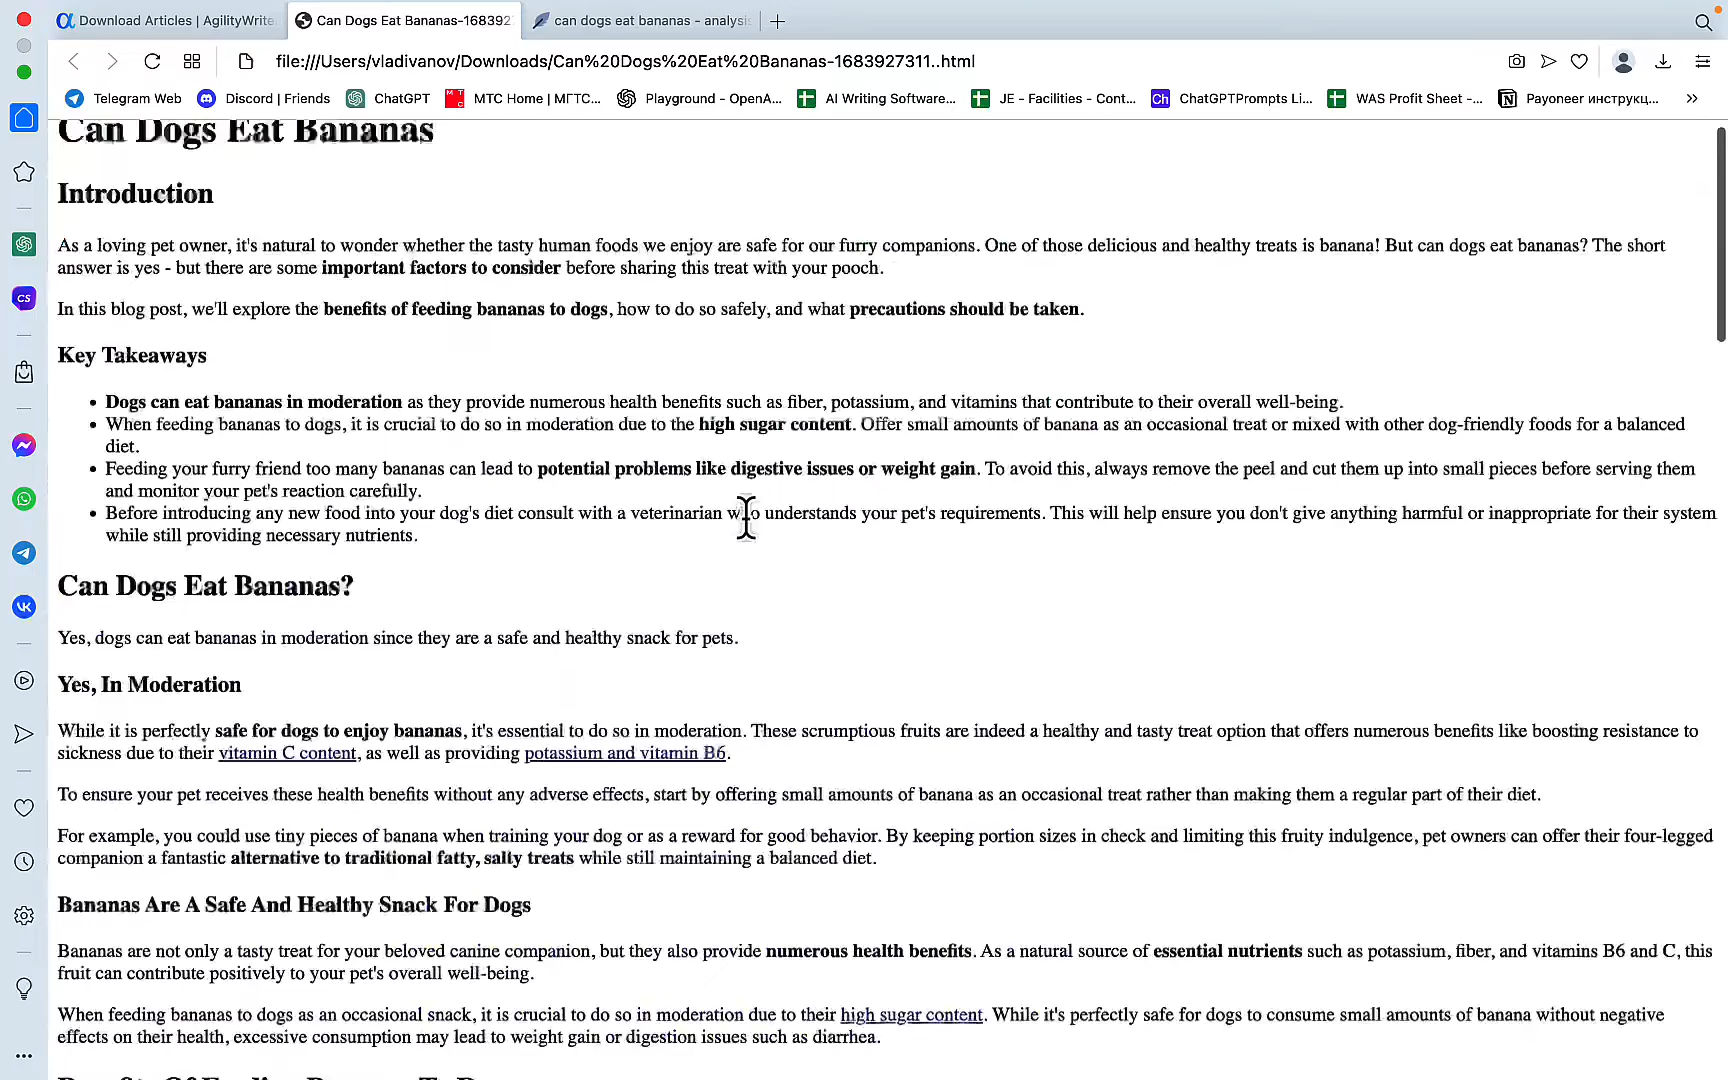 Download Articles | AgilityWrite
Can Dogs Eat Bananas-168392
can dogs eat bananas - analysis
file:///Users/vladivanov/Downloads/Can%20Dogs%20Eat%20Bananas-1683927311..html
Telegram Web
Discord | Friends
ChatGPT
МТС Home | МГТС...
Playground - OpenA...
AI Writing Software...
JE - Facilities - Cont...
Ch
ChatGPTPrompts Li...
WAS Profit Sheet -...
Payoneer инструкц...
CS
Can Dogs Eat Bananas
Introduction
As a loving pet owner, it's natural to wonder whether the tasty human foods we enjoy are safe for our furry companions. One of those delicious and healthy treats is banana! But can dogs eat bananas? The short
answer is yes - but there are some important factors to consider before sharing this treat with your pooch.
In this blog post, we'll explore the benefits of feeding bananas to dogs, how to do so safely, and what precautions should be taken.
Key Takeaways
Dogs can eat bananas in moderation as they provide numerous health benefits such as fiber, potassium, and vitamins that contribute to their overall well-being.
When feeding bananas to dogs, it is crucial to do so in moderation due to the high sugar content. Offer small amounts of banana as an occasional treat or mixed with other dog-friendly foods for a balanced
diet.
Feeding your furry friend too many bananas can lead to potential problems like digestive issues or weight gain. To avoid this, always remove the peel and cut them up into small pieces before serving them
and monitor your pet's reaction carefully.
Before introducing any new food into your dog's diet consult with a veterinarian who understands your pet's requirements. This will help ensure you don't give anything harmful or inappropriate for their system
while still providing necessary nutrients.
Can Dogs Eat Bananas?
Yes, dogs can eat bananas in moderation since they are a safe and healthy snack for pets.
Yes, In Moderation
While it is perfectly safe for dogs to enjoy bananas, it's essential to do so in moderation. These scrumptious fruits are indeed a healthy and tasty treat option that offers numerous benefits like boosting resistance to
sickness due to their vitamin C content, as well as providing potassium and vitamin B6.
To ensure your pet receives these health benefits without any adverse effects, start by offering small amounts of banana as an occasional treat rather than making them a regular part of their diet.
For example, you could use tiny pieces of banana when training your dog or as a reward for good behavior. By keeping portion sizes in check and limiting this fruity indulgence, pet owners can offer their four-legged
companion a fantastic alternative to traditional fatty, salty treats while still maintaining a balanced diet.
Bananas Are A Safe And Healthy Snack For Dogs
Bananas are not only a tasty treat for your beloved canine companion, but they also provide numerous health benefits. As a natural source of essential nutrients such as potassium, fiber, and vitamins B6 and C, this
fruit can contribute positively to your pet's overall well-being.
When feeding bananas to dogs as an occasional snack, it is crucial to do so in moderation due to their high sugar content. While it's perfectly safe for dogs to consume small amounts of banana without negative
effects on their health, excessive consumption may lead to weight gain or digestion issues such as diarrhea.